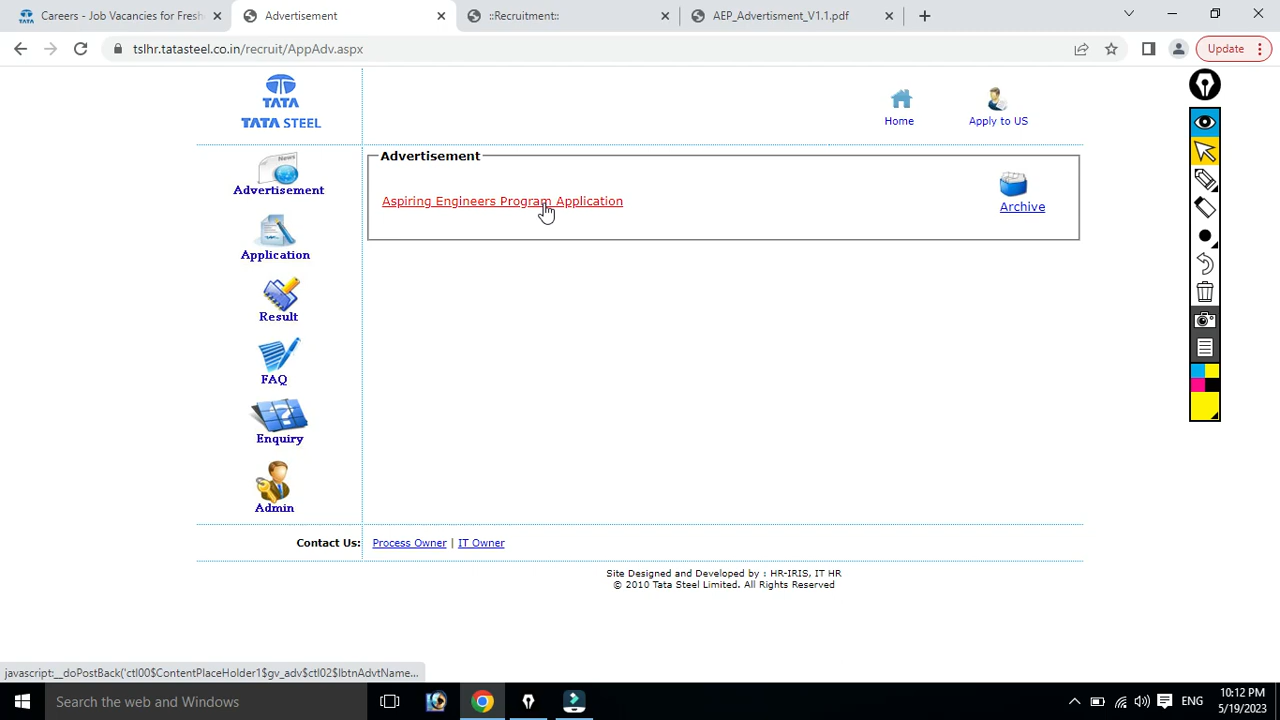 Careers - Job Vacancies for Fresh
Advertisement
::Recruitment::
AEP_Advertisment_V1.1.pdf
tslhr.tatasteel.co.in/recruit/AppAdv.aspx
Update
TATA
TATA STEEL
Home
Apply to US
Advertisement
Application
Result
FAQ
Enquiry
Admin
Advertisement
Aspiring Engineers Program Application
Archive
Contact Us:
Process Owner | IT Owner
Site Designed and Developed by : HR-IRIS, IT HR
© 2010 Tata Steel Limited. All Rights Reserved
javascript:__doPostBack('ctl00$ContentPlaceHolder1$gv_adv$ctl02$lbtnAdvtName...
Search the web and Windows
ENG
10:12 PM
5/19/2023